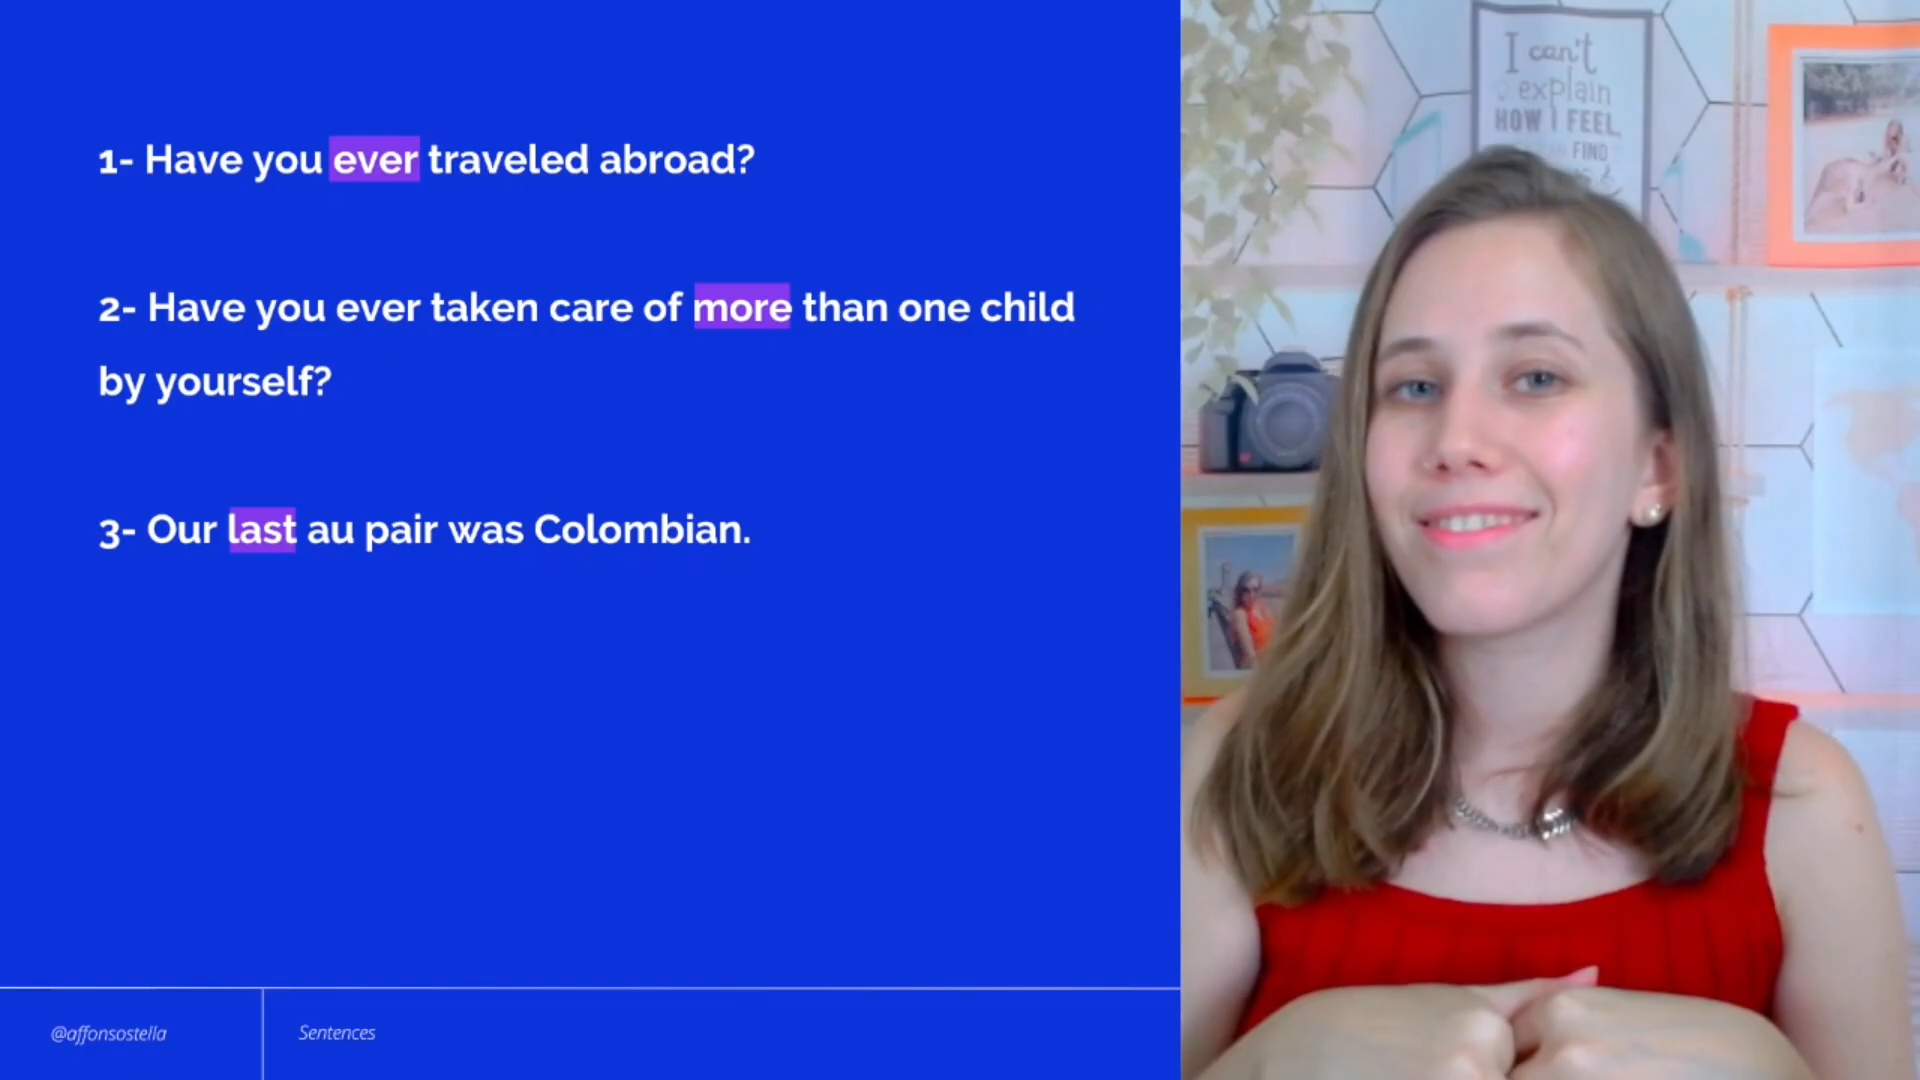 1- Have you ever traveled abroad?
2- Have you ever taken care of more than one child
by yourself?
3- Our last au pair was Colombian.
@affonsostella
Sentences
I can't
explain
HOW I FEEL,
FIND
&